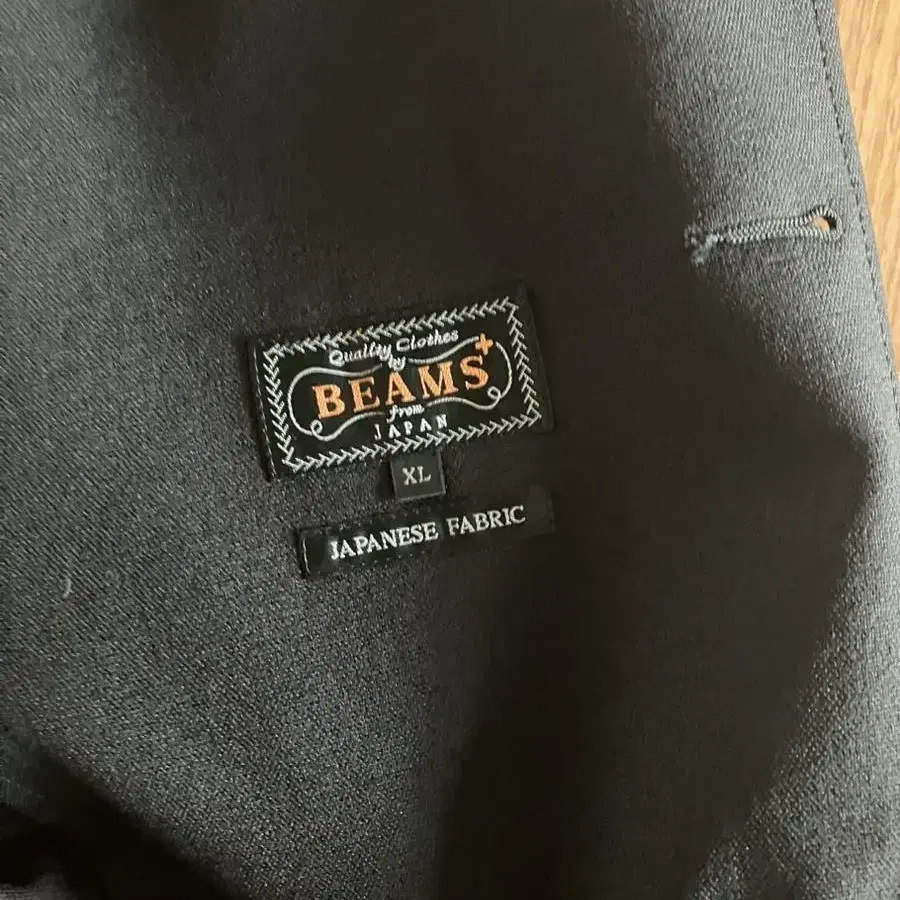 Quality Clothes
by
BEAMS+
from
JAPAN
XL
JAPANESE FABRIC